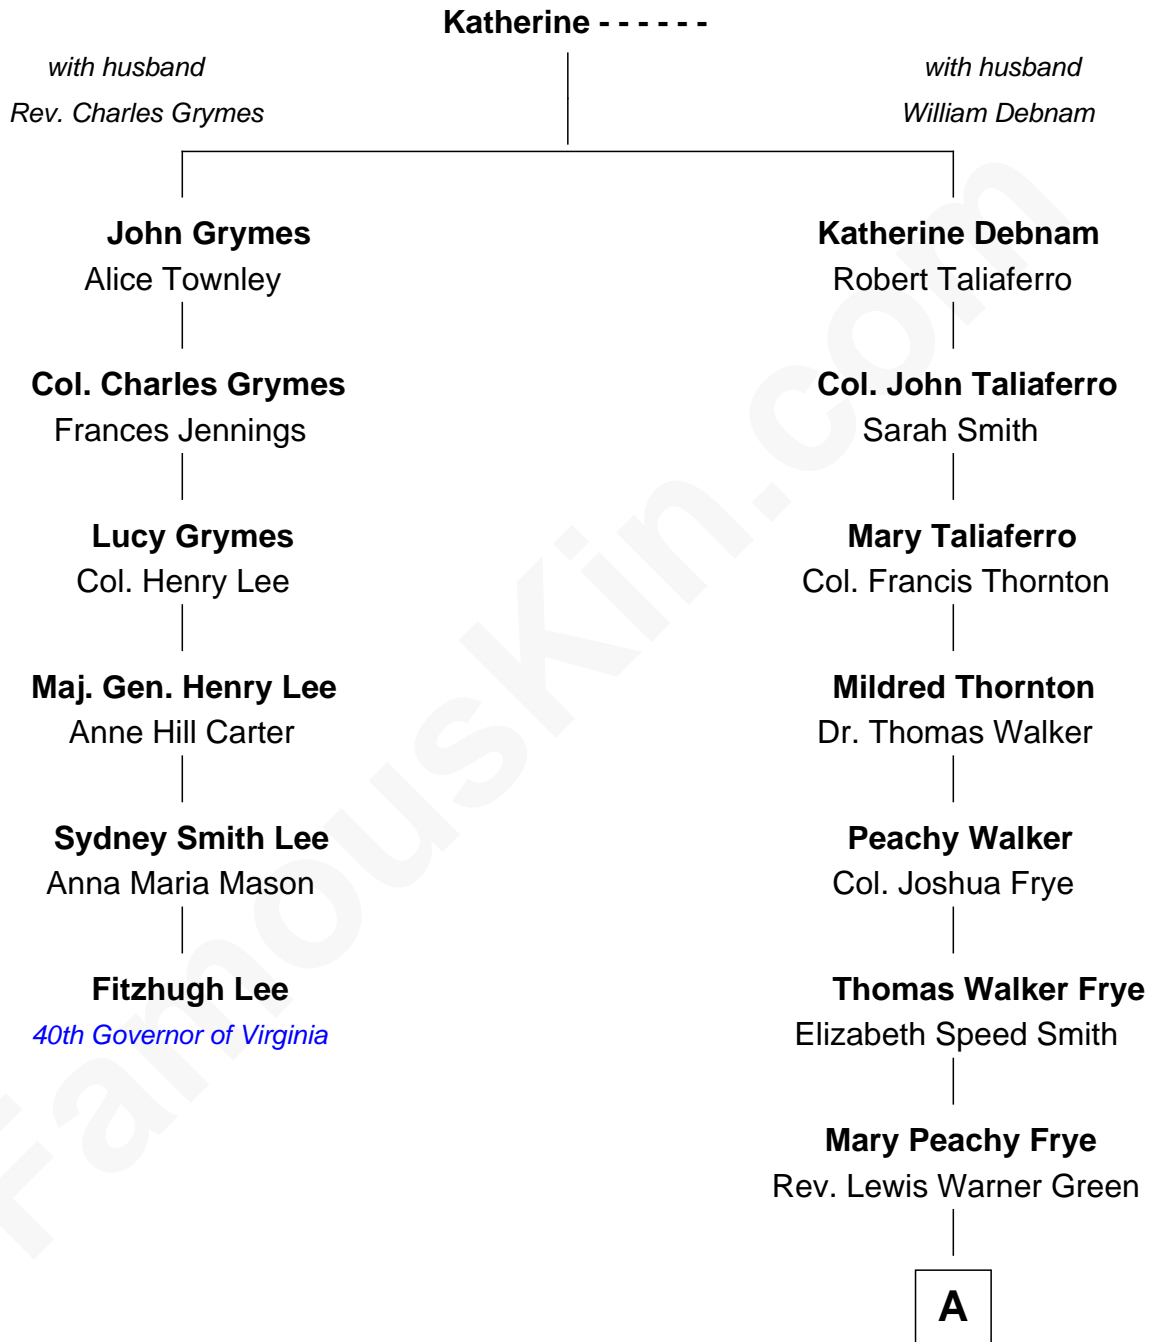 Katherine - - - - - -
with husband
Rev. Charles Grymes
with husband
William Debnam
John Grymes
Alice Townley
Col. Charles Grymes
Frances Jennings
Lucy Grymes
Col. Henry Lee
Maj. Gen. Henry Lee
Anne Hill Carter
Sydney Smith Lee
Anna Maria Mason
Fitzhugh Lee
40th Governor of Virginia
Katherine Debnam
Robert Taliaferro
Col. John Taliaferro
Sarah Smith
Mary Taliaferro
Col. Francis Thornton
Mildred Thornton
Dr. Thomas Walker
Peachy Walker
Col. Joshua Frye
Thomas Walker Frye
Elizabeth Speed Smith
Mary Peachy Frye
Rev. Lewis Warner Green
A
FamousKin.com